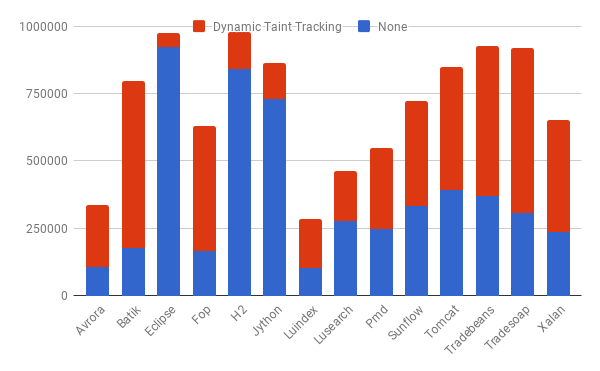 Dynamic Taint Tracking None
1000000
750000
500000
250000
0
Avrora
Batik
Eclipse
Fop
H2
Jython
Luindex
Lusearch
Pmd
Sunflow
Tomcat
Tradebeans
Tradesoap
Xalan